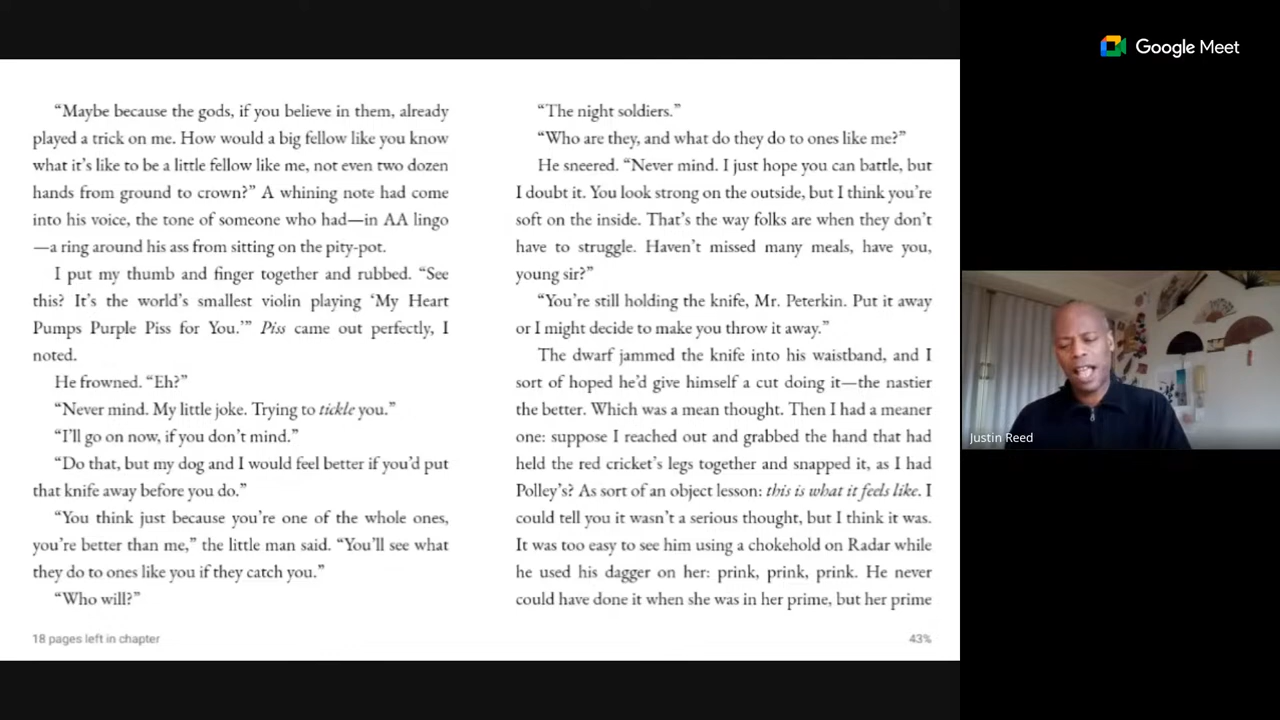 “Maybe because the gods, if you believe in them, already
played a trick on me. How would a big fellow like you know
what it’s like to be a little fellow like me, not even two dozen
hands from ground to crown?” A whining note had come
into his voice, the tone of someone who had—in AA lingo
—a ring around his ass from sitting on the pity-pot.
I put my thumb and finger together and rubbed. “See
this? It’s the world’s smallest violin playing ‘My Heart
Pumps Purple Piss for You.’” Piss came out perfectly, I
noted.
He frowned. “Eh?”
“Never mind. My little joke. Trying to tickle you.”
“I’ll go on now, if you don’t mind.”
“Do that, but my dog and I would feel better if you’d put
that knife away before you do.”
“You think just because you’re one of the whole ones,
you’re better than me,” the little man said. “You’ll see what
they do to ones like you if they catch you.”
“Who will?”
18 pages left in chapter
“The night soldiers.”
“Who are they, and what do they do to ones like me?”
He sneered. “Never mind. I just hope you can battle, but
I doubt it. You look strong on the outside, but I think you’re
soft on the inside. That’s the way folks are when they don’t
have to struggle. Haven’t missed many meals, have you,
young sir?”
“You’re still holding the knife, Mr. Peterkin. Put it away
or I might decide to make you throw it away.”
The dwarf jammed the knife into his waistband, and I
sort of hoped he’d give himself a cut doing it—the nastier
the better. Which was a mean thought. Then I had a meaner
one: suppose I reached out and grabbed the hand that had
held the red cricket’s legs together and snapped it, as I had
Polley’s? As sort of an object lesson: this is what it feels like. I
could tell you it wasn’t a serious thought, but I think it was.
It was too easy to see him using a chokehold on Radar while
he used his dagger on her: prink, prink, prink. He never
could have done it when she was in her prime, but her prime
43%
Google Meet
Justin Reed